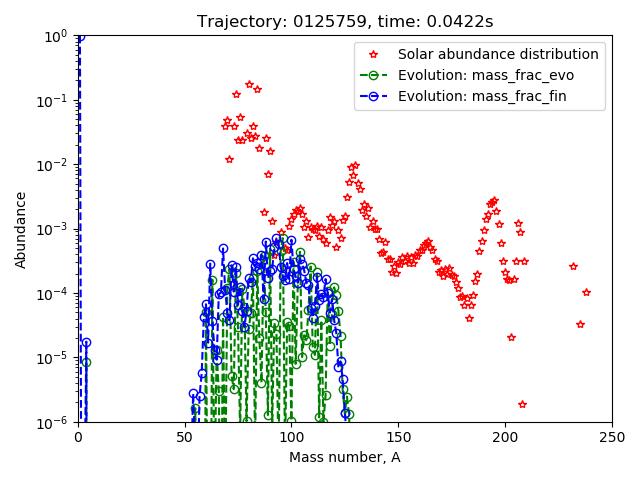 Trajectory: 0125759, time: 0.0422s
Solar abundance distribution
Evolution: mass_frac_evo
Evolution: mass_frac_fin
Abundance
10^0
10^-1
10^-2
10^-3
10^-4
10^-5
10^-6
0 50 100 150 200 250
Mass number, A